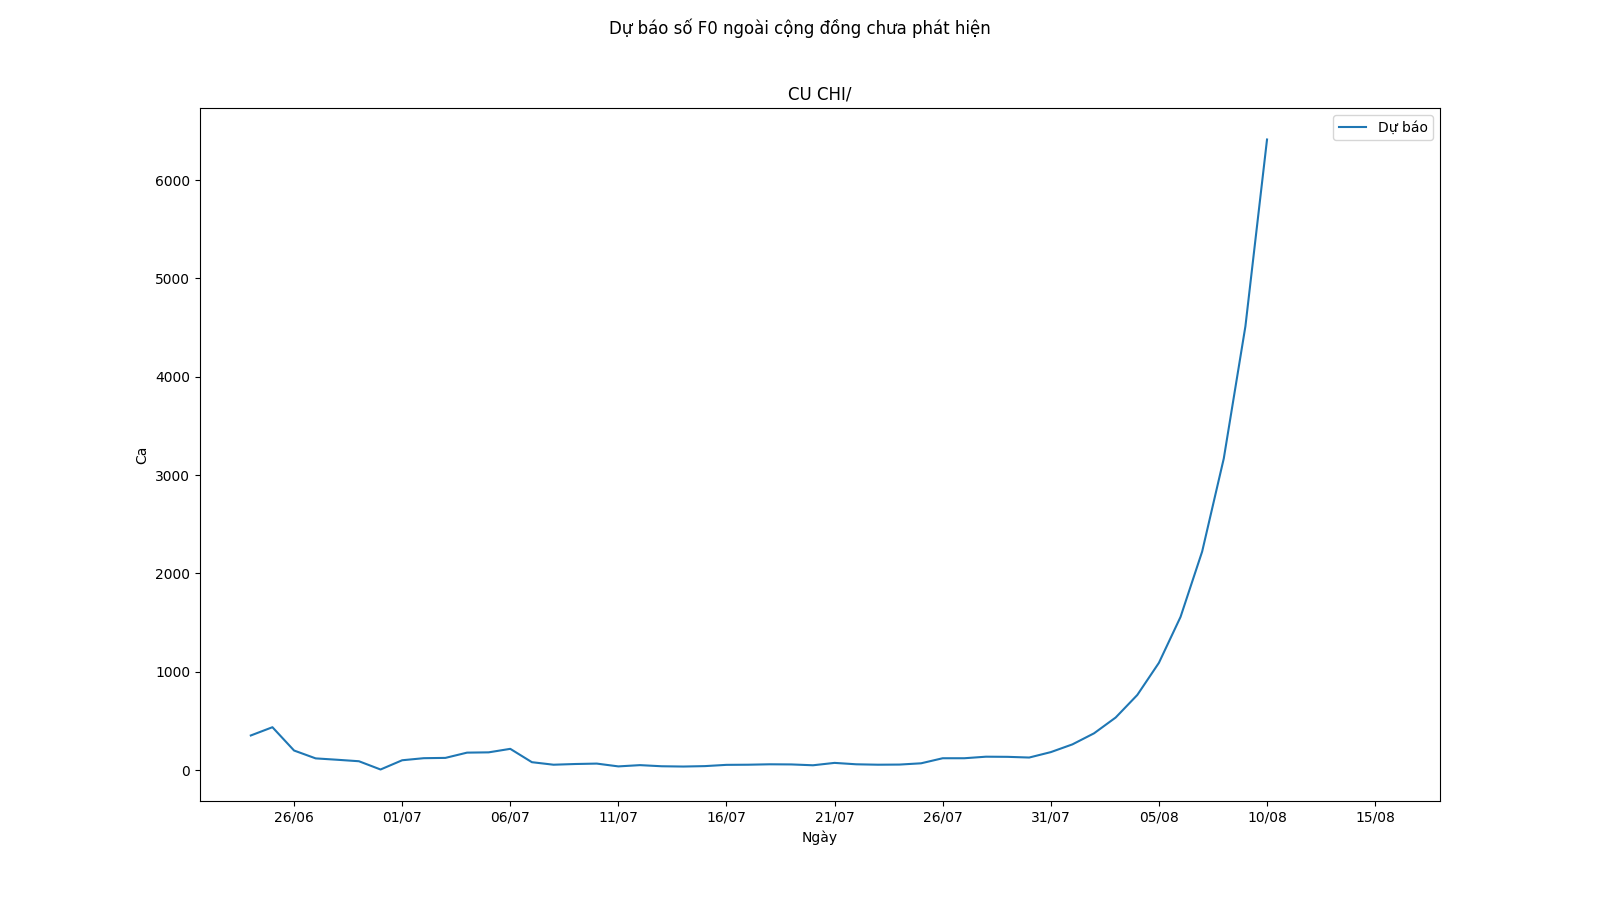 Dự báo số F0 ngoài cộng đồng chưa phát hiện
CU CHI/
Dự báo
6000
5000
4000
3000
2000
1000
0
Ca
26/06 01/07 06/07 11/07 16/07 21/07 26/07 31/07 05/08 10/08 15/08
Ngày